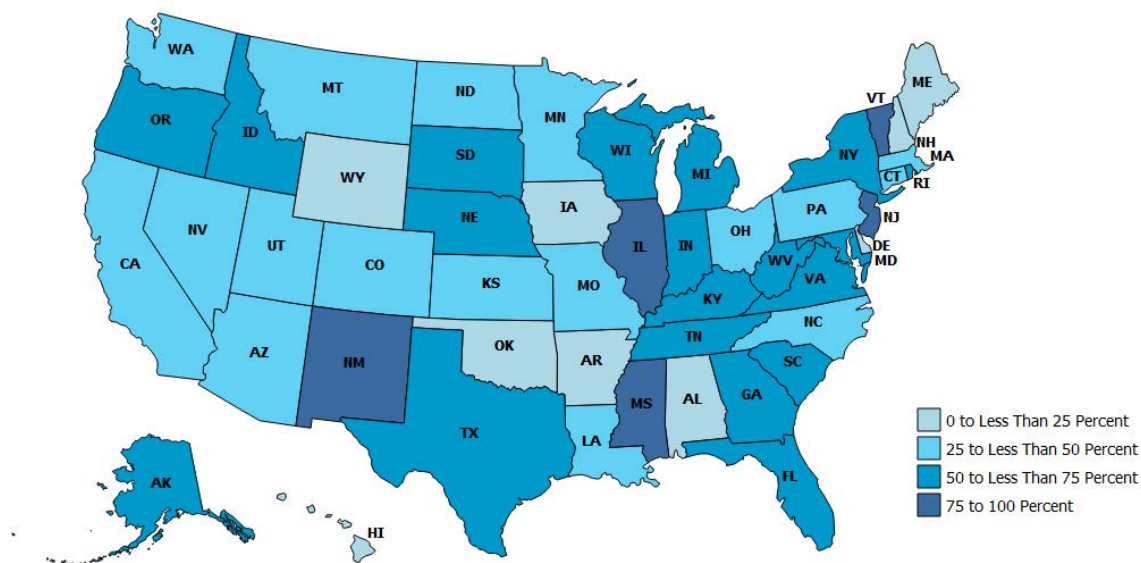 WA
MT
ND
MN
ME
VT
OR
ID
SD
WI
NY
NH
MA
MI
CT
RI
WY
IA
NE
PA
NJ
NV
UT
CO
IL
IN
OH
DE
MD
WV
VA
CA
KS
MO
KY
AZ
NM
OK
AR
TN
NC
SC
MS
AL
GA
TX
LA
FL
AK
HI
0 to Less Than 25 Percent
25 to Less Than 50 Percent
50 to Less Than 75 Percent
75 to 100 Percent